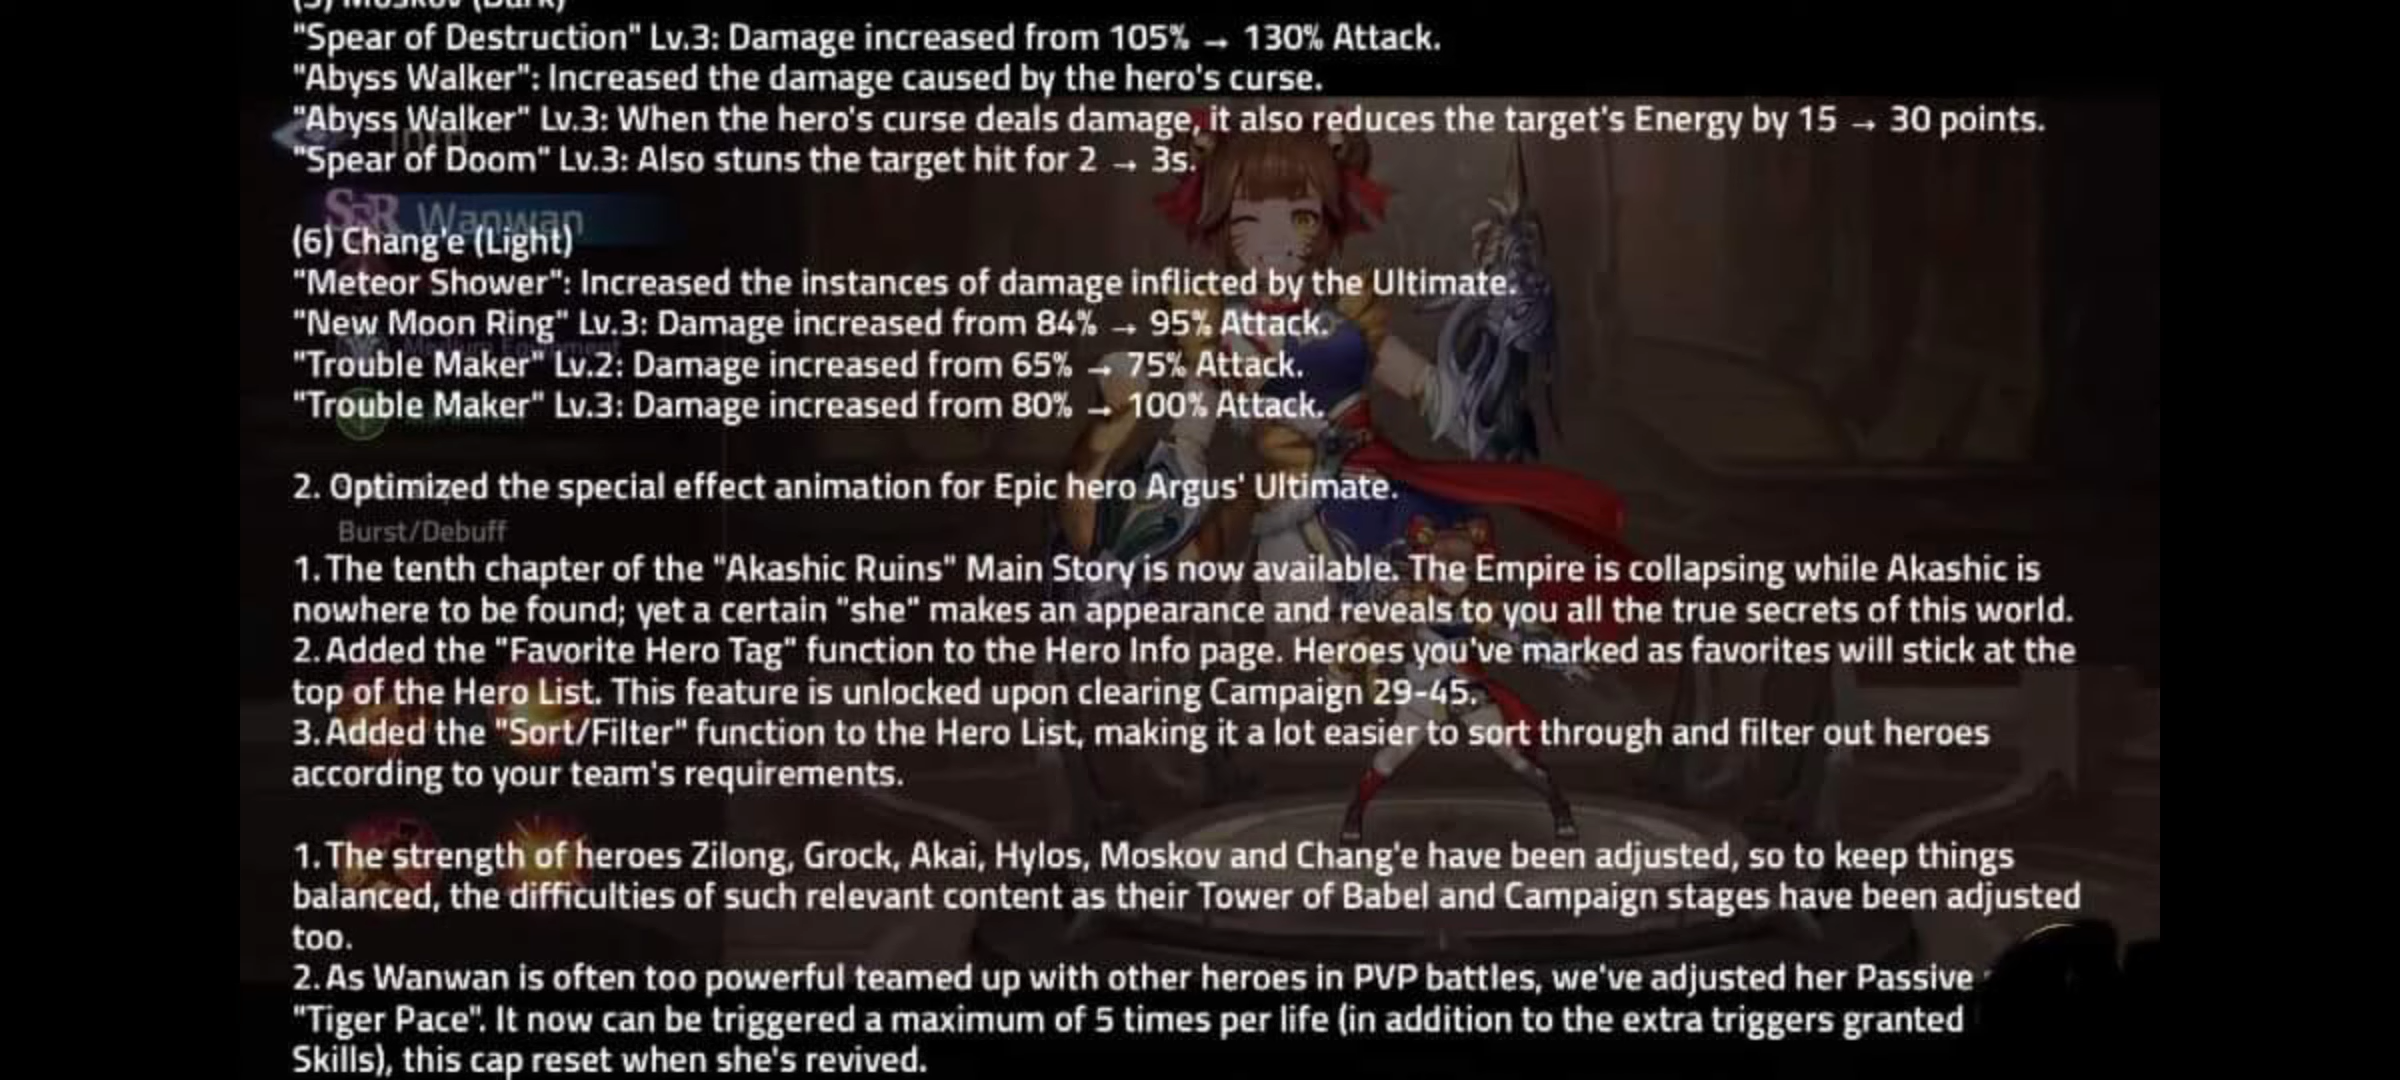 (5) Moskov (Dark)
"Spear of Destruction" Lv.3: Damage increased from 105% → 130% Attack.
"Abyss Walker": Increased the damage caused by the hero's curse.
"Abyss Walker" Lv.3: When the hero's curse deals damage, it also reduces the target's Energy by 15 → 30 points.
Info
"Spear of Doom" Lv.3: Also stuns the target hit for 2 → 3s.
SSR Wanwan
(6) Chang'e (Light)
"Meteor Shower": Increased the instances of damage inflicted by the Ultimate.
"New Moon Ring" Lv.3: Damage increased from 84% → 95% Attack.
Medium Equipment
"Trouble Maker" Lv.2: Damage increased from 65% → 75% Attack.
"Trouble Maker" Lv.3: Damage increased from 80% → 100% Attack.
2. Optimized the special effect animation for Epic hero Argus' Ultimate.
Burst/Debuff
1.The tenth chapter of the "Akashic Ruins" Main Story is now available. The Empire is collapsing while Akashic is
nowhere to be found; yet a certain "she" makes an appearance and reveals to you all the true secrets of this world.
2.Added the "Favorite Hero Tag" function to the Hero Info page. Heroes you've marked as favorites will stick at the
top of the Hero List. This feature is unlocked upon clearing Campaign 29-45.
3.Added the "Sort/Filter" function to the Hero List, making it a lot easier to sort through and filter out heroes
according to your team's requirements.
1.The strength of heroes Zilong, Grock, Akai, Hylos, Moskov and Chang'e have been adjusted, so to keep things
balanced, the difficulties of such relevant content as their Tower of Babel and Campaign stages have been adjusted
too.
2.As Wanwan is often too powerful teamed up with other heroes in PVP battles, we've adjusted her Passive
"Tiger Pace". It now can be triggered a maximum of 5 times per life (in addition to the extra triggers granted
Skills), this cap reset when she's revived.